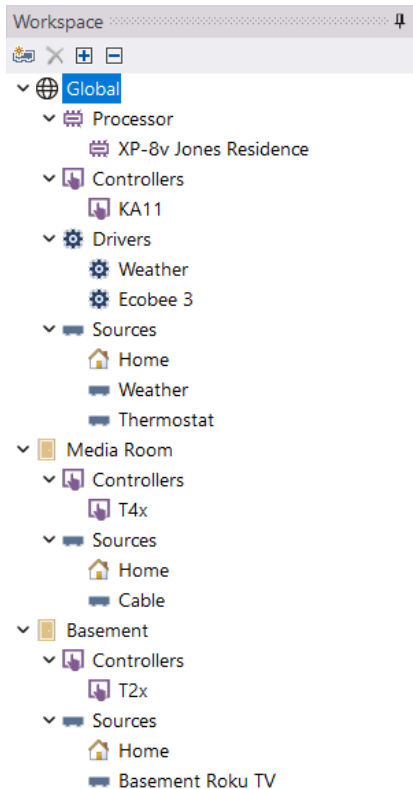 Workspace
Global
Processor
XP-8v Jones Residence
Controllers
KA11
Drivers
Weather
Ecobee 3
Sources
Home
Weather
Thermostat
Media Room
Controllers
T4x
Sources
Home
Cable
Basement
Controllers
T2x
Sources
Home
Basement Roku TV